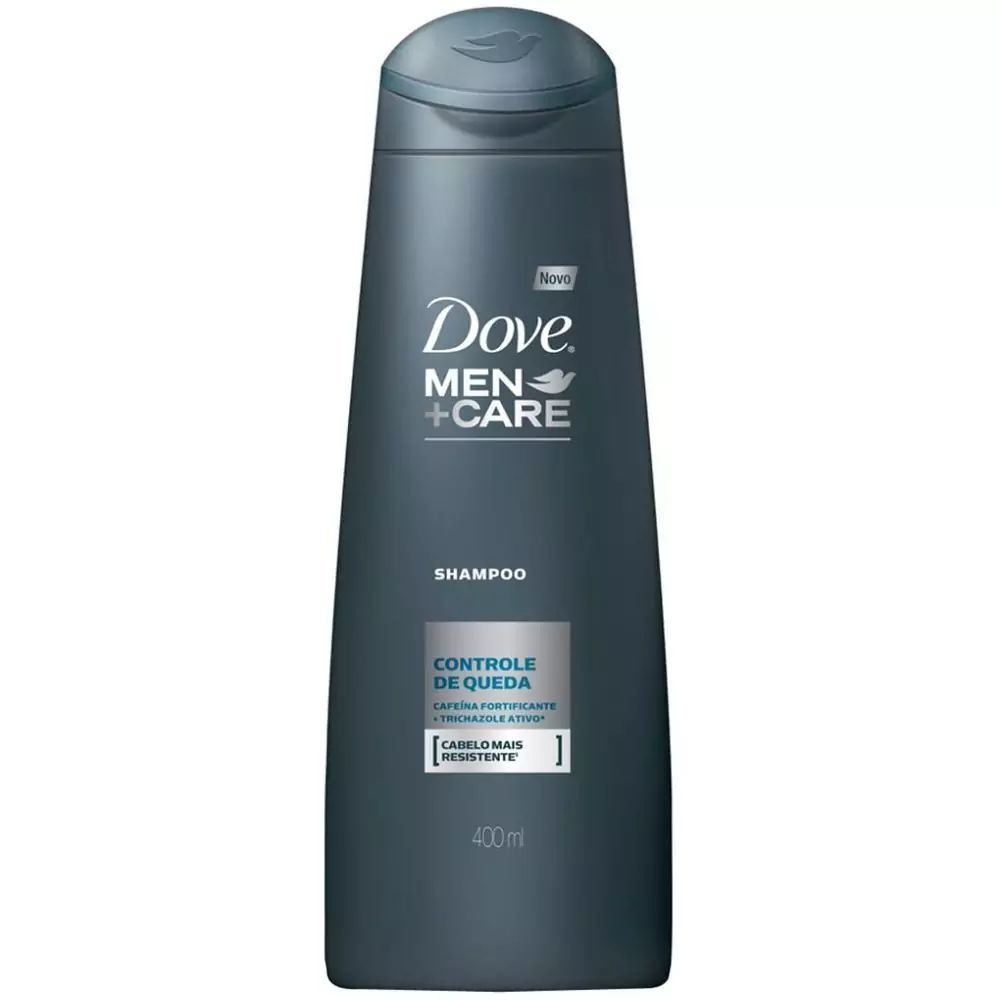 Novo
Dove
MEN
+CARE
SHAMPOO
CONTROLE
DE QUEDA
CAFEÍNA FORTIFICANTE
+ TRICHAZOLE ATIVO*
[CABELO MAIS
RESISTENTE¹]
400 ml